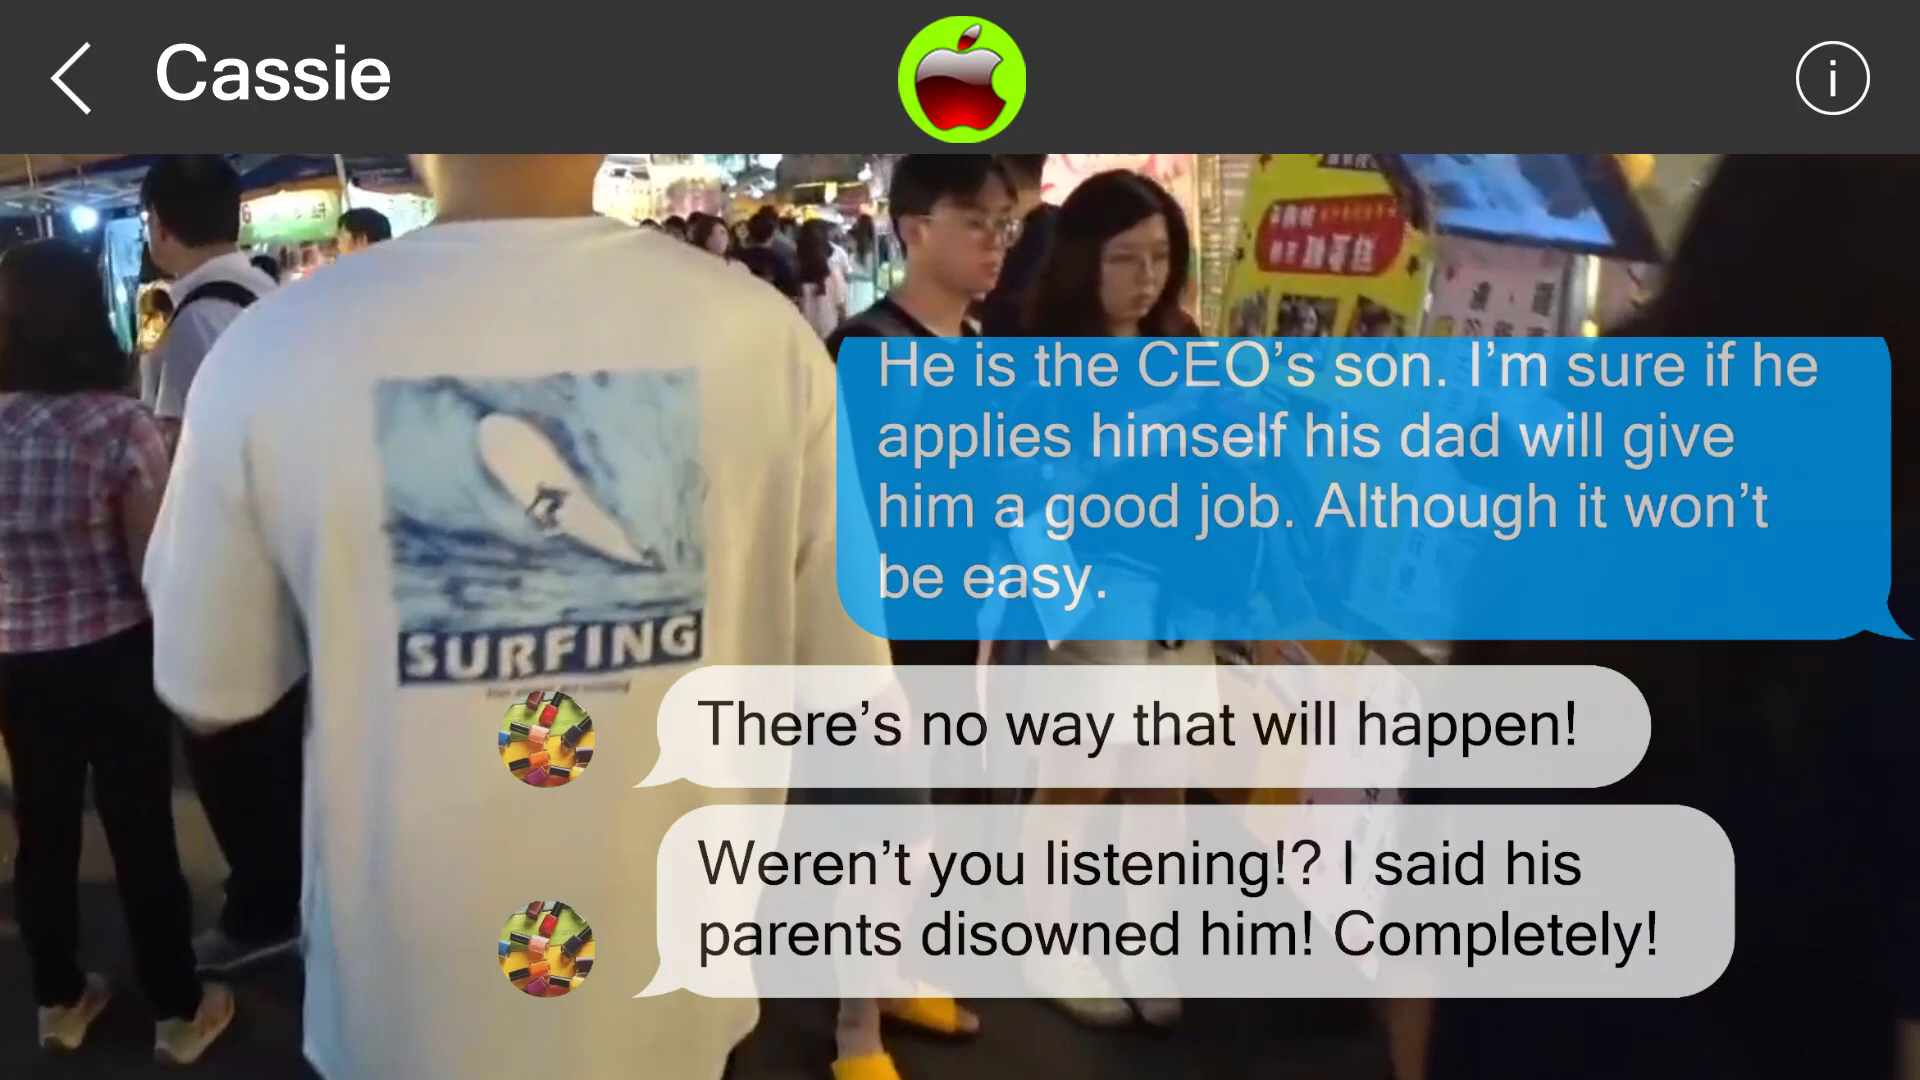 Cassie
i
He is the CEO’s son. I’m sure if he
applies himself his dad will give
him a good job. Although it won’t
be easy.
SURFING
There’s no way that will happen!
Weren’t you listening!? I said his
parents disowned him! Completely!